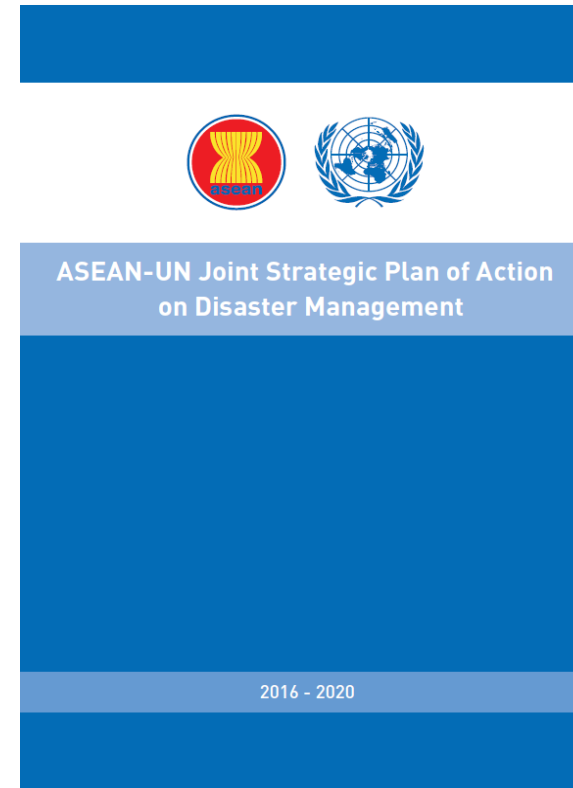 asean
ASEAN-UN Joint Strategic Plan of Action
on Disaster Management
2016 - 2020